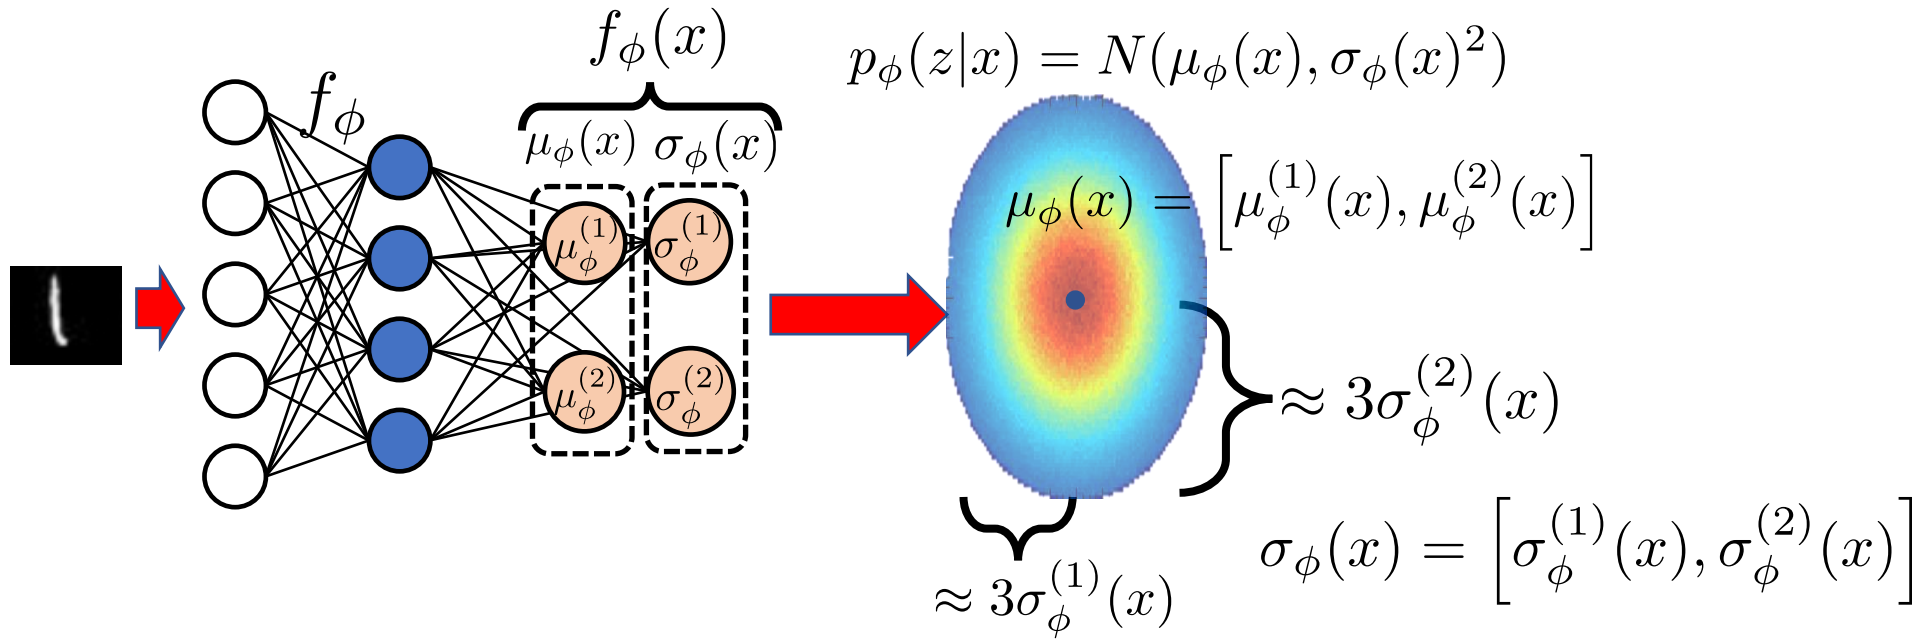 f_ϕ(x)
p_ϕ(z|x) = N(μ_ϕ(x), σ_ϕ(x)^2)
f_ϕ
μ_ϕ(x) σ_ϕ(x)
μ_ϕ(x) = [μ_ϕ^(1)(x), μ_ϕ^(2)(x)]
μ_ϕ^(1) σ_ϕ^(1)
μ_ϕ^(2) σ_ϕ^(2)
≈ 3σ_ϕ^(2)(x)
σ_ϕ(x) = [σ_ϕ^(1)(x), σ_ϕ^(2)(x)]
≈ 3σ_ϕ^(1)(x)